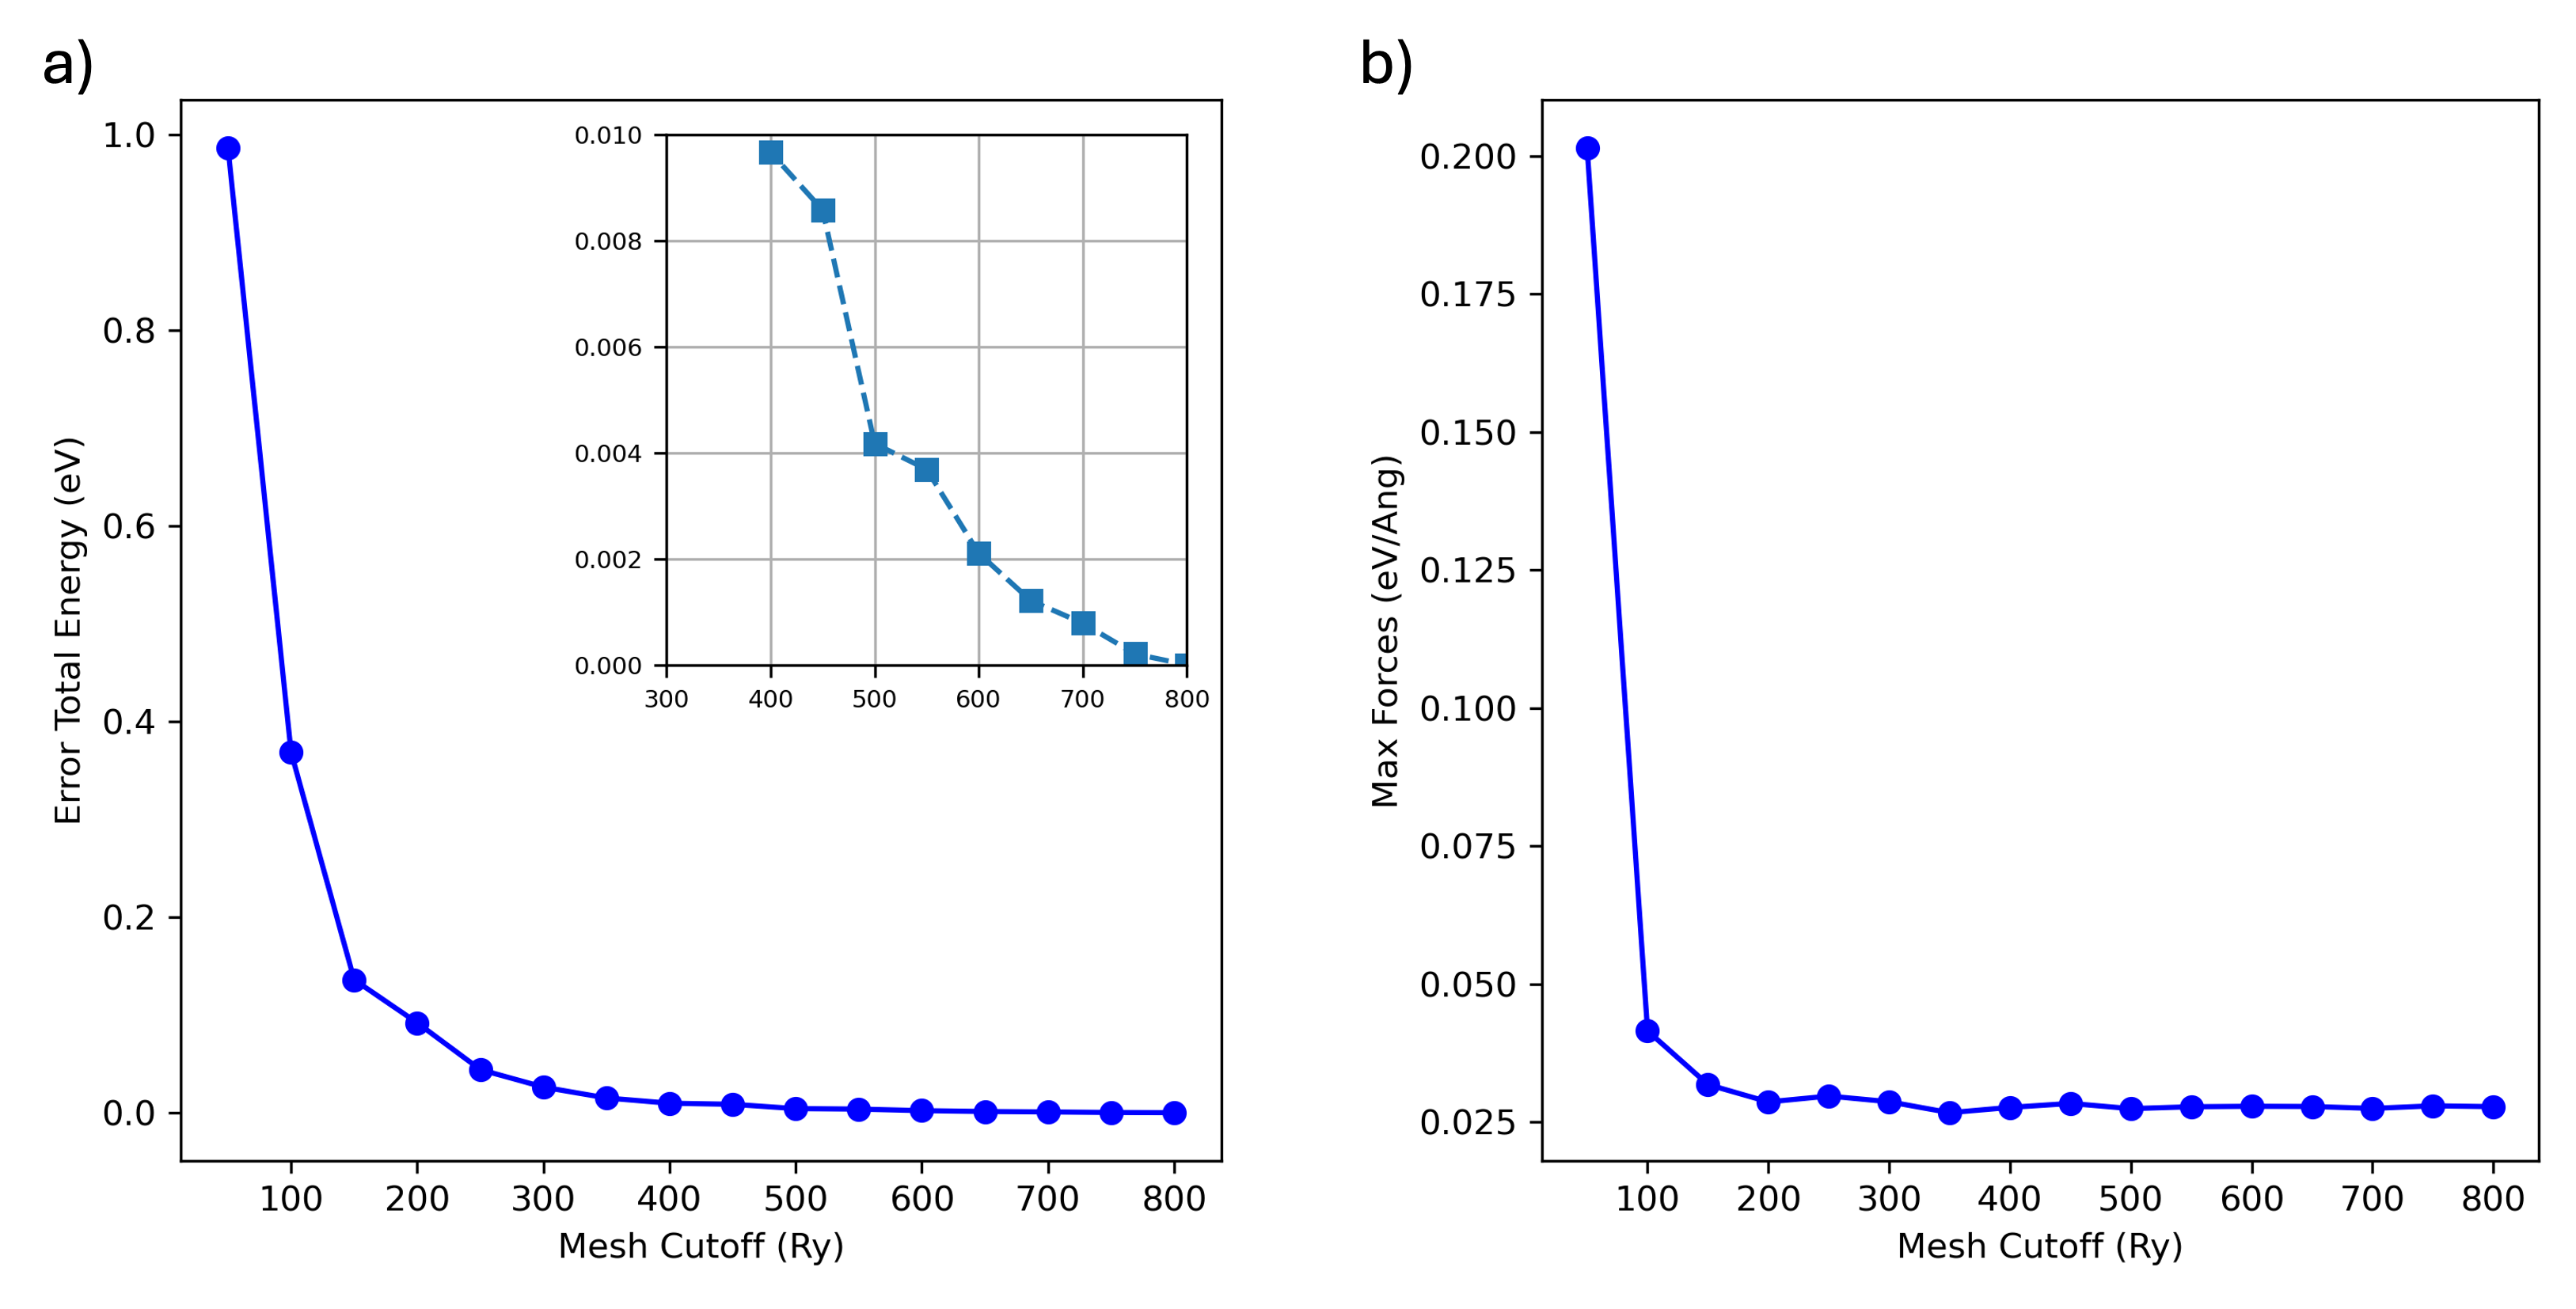 a)
1.0
0.8
0.6
0.4
0.2
0.0
Error Total Energy (eV)
100 200 300 400 500 600 700 800
Mesh Cutoff (Ry)
0.010
0.008
0.006
0.004
0.002
0.000
300 400 500 600 700 800
b)
0.200
0.175
0.150
0.125
0.100
0.075
0.050
0.025
Max Forces (eV/Ang)
100 200 300 400 500 600 700 800
Mesh Cutoff (Ry)